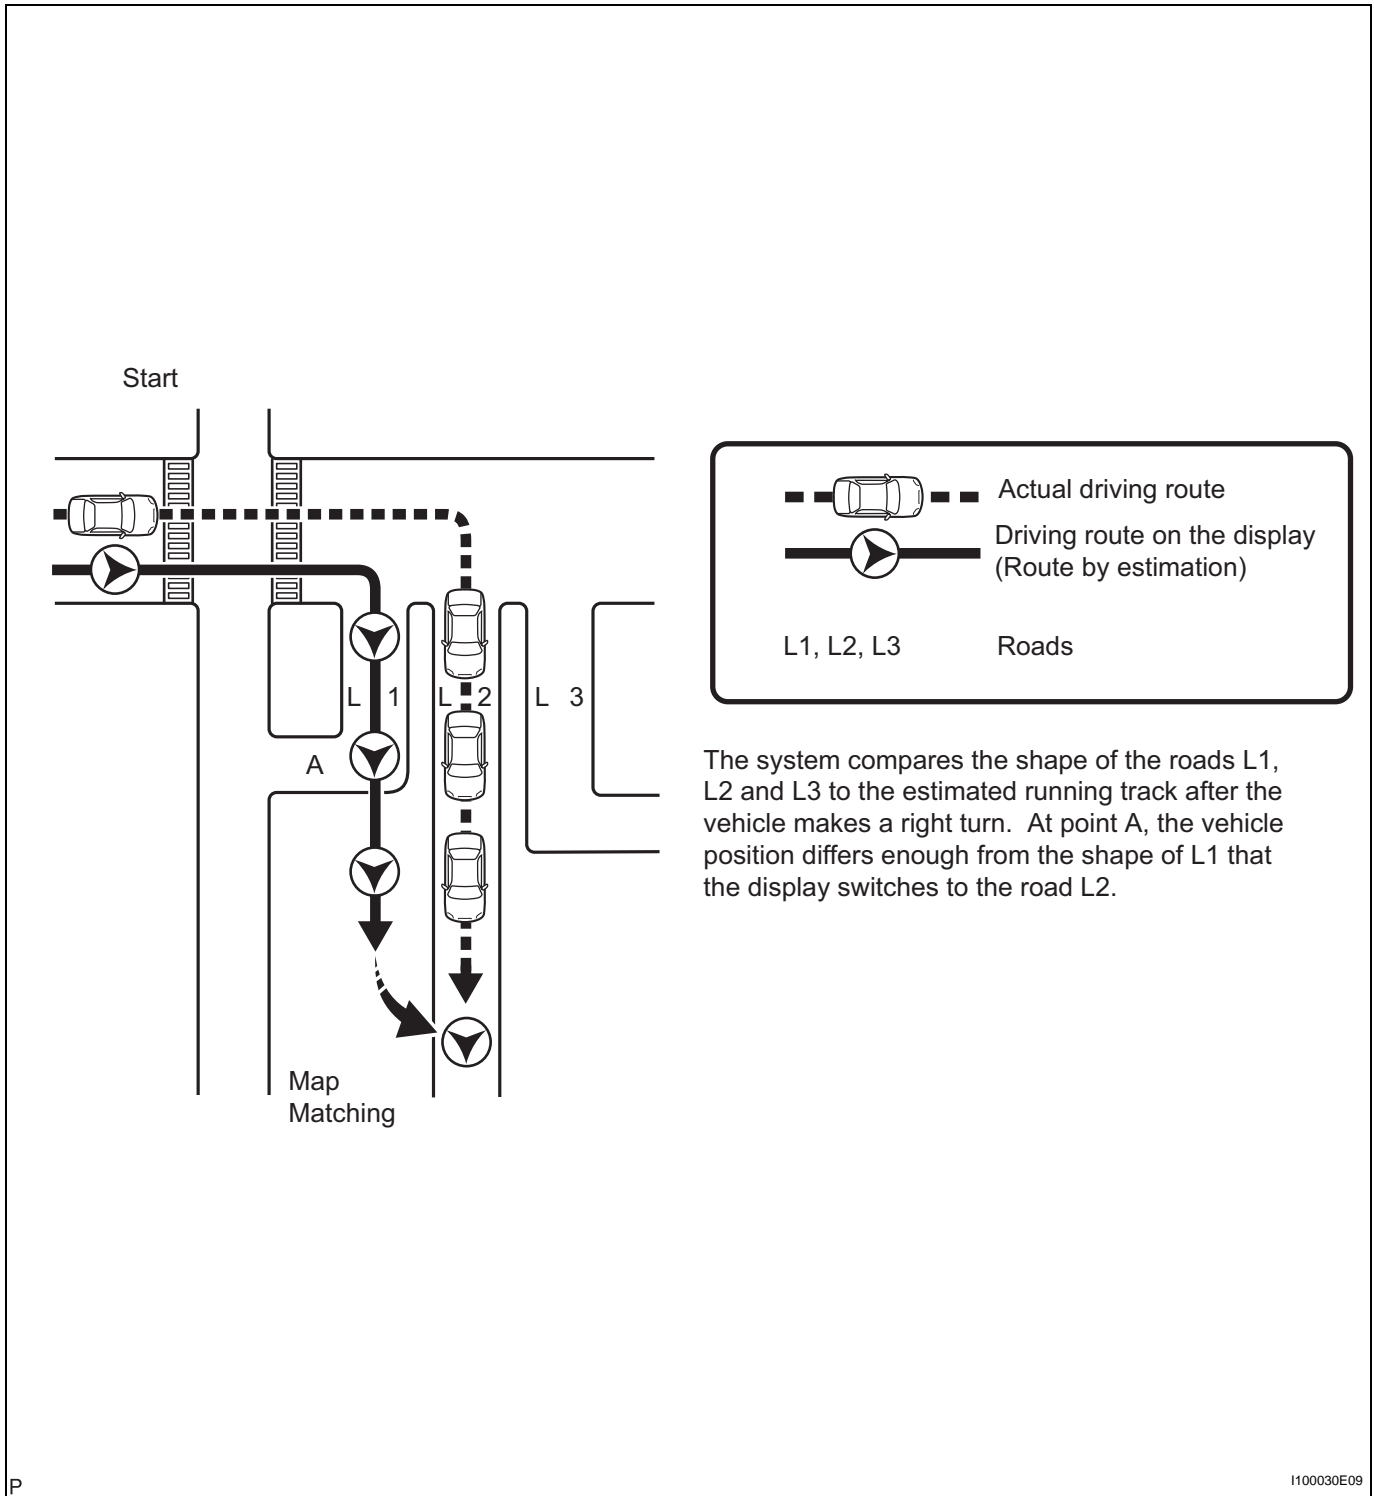 Start
Actual driving route
Driving route on the display
(Route by estimation)
L1, L2, L3 Roads
L 1 L 2 L 3
A
The system compares the shape of the roads L1,
L2 and L3 to the estimated running track after the
vehicle makes a right turn. At point A, the vehicle
position differs enough from the shape of L1 that
the display switches to the road L2.
Map
Matching
P
I100030E09